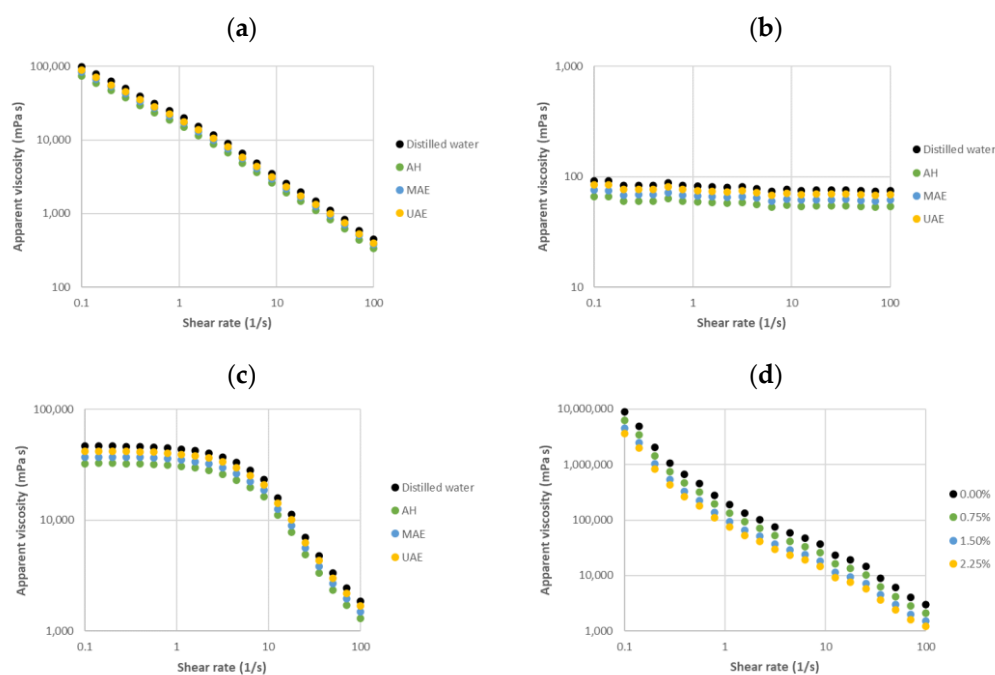 (a)
100,000
10,000
1,000
100
0.1
1
10
100
Apparent viscosity (mPa s)
Shear rate (1/s)
Distilled water
AH
MAE
UAE
(b)
1,000
100
10
0.1
1
10
100
Apparent viscosity (mPa s)
Shear rate (1/s)
Distilled water
AH
MAE
UAE
(c)
100,000
10,000
1,000
0.1
1
10
100
Apparent viscosity (mPa s)
Shear rate (1/s)
Distilled water
AH
MAE
UAE
(d)
10,000,000
1,000,000
100,000
10,000
1,000
0.1
1
10
100
Apparent viscosity (mPa s)
Shear rate (1/s)
0.00%
0.75%
1.50%
2.25%